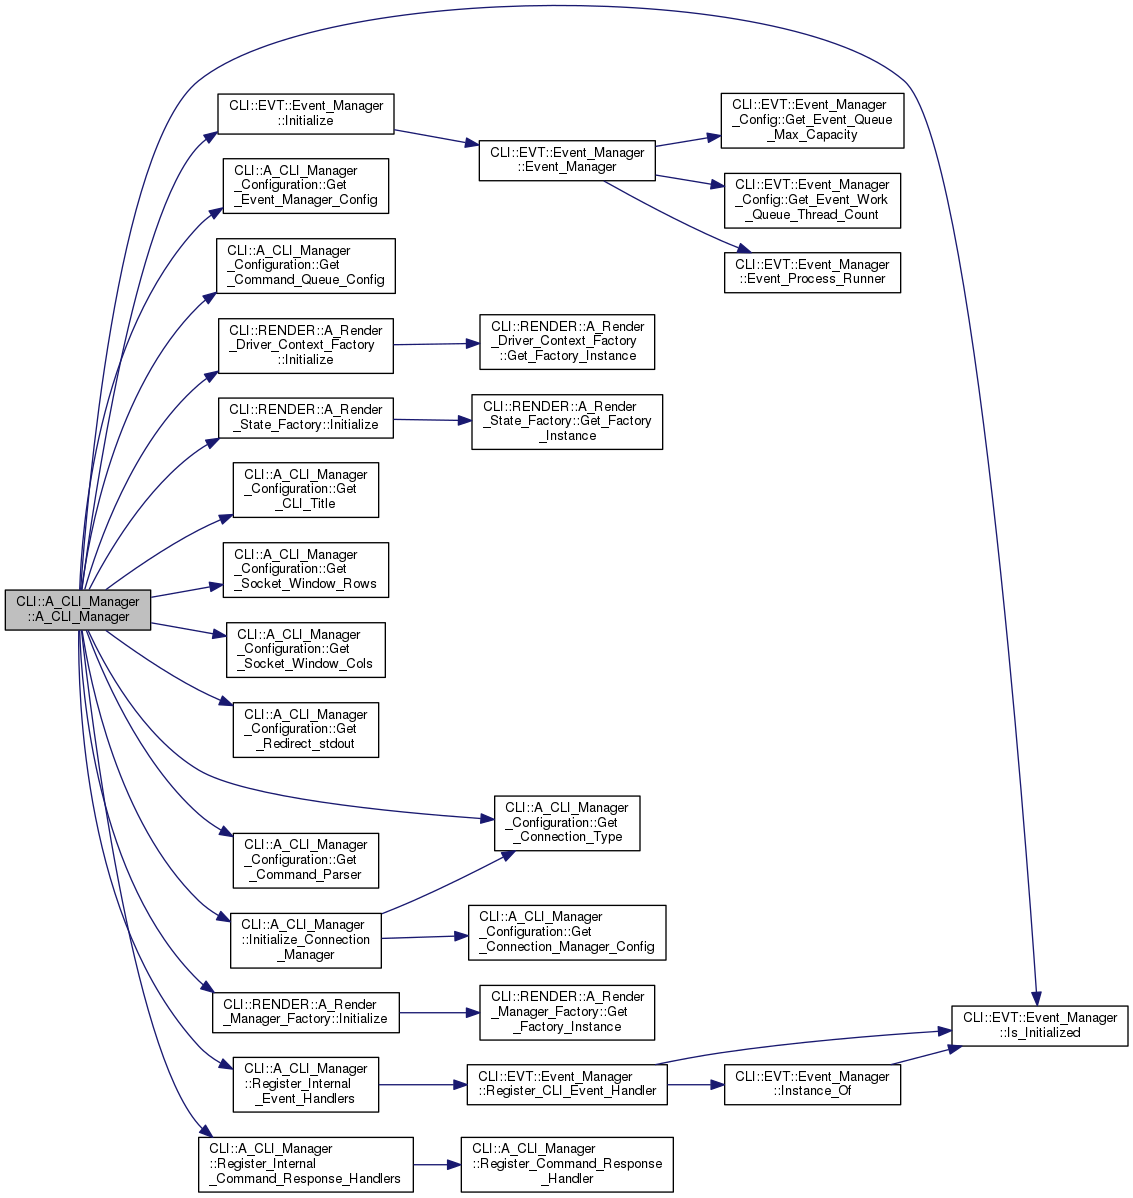 CLI::EVT::Event_Manager
::Initialize
CLI::EVT::Event_Manager
_Config::Get_Event_Queue
_Max_Capacity
CLI::EVT::Event_Manager
::Event_Manager
CLI::A_CLI_Manager
_Configuration::Get
_Event_Manager_Config
CLI::EVT::Event_Manager
_Config::Get_Event_Work
_Queue_Thread_Count
CLI::A_CLI_Manager
_Configuration::Get
_Command_Queue_Config
CLI::EVT::Event_Manager
::Event_Process_Runner
CLI::RENDER::A_Render
_Driver_Context_Factory
::Initialize
CLI::RENDER::A_Render
_Driver_Context_Factory
::Get_Factory_Instance
CLI::RENDER::A_Render
_State_Factory::Initialize
CLI::RENDER::A_Render
_State_Factory::Get_Factory
_Instance
CLI::A_CLI_Manager
_Configuration::Get
_CLI_Title
CLI::A_CLI_Manager
_Configuration::Get
_Socket_Window_Rows
CLI::A_CLI_Manager
::A_CLI_Manager
CLI::A_CLI_Manager
_Configuration::Get
_Socket_Window_Cols
CLI::A_CLI_Manager
_Configuration::Get
_Redirect_stdout
CLI::A_CLI_Manager
_Configuration::Get
_Connection_Type
CLI::A_CLI_Manager
_Configuration::Get
_Command_Parser
CLI::A_CLI_Manager
::Initialize_Connection
_Manager
CLI::A_CLI_Manager
_Configuration::Get
_Connection_Manager_Config
CLI::RENDER::A_Render
_Manager_Factory::Initialize
CLI::RENDER::A_Render
_Manager_Factory::Get
_Factory_Instance
CLI::EVT::Event_Manager
::Is_Initialized
CLI::A_CLI_Manager
::Register_Internal
_Event_Handlers
CLI::EVT::Event_Manager
::Register_CLI_Event_Handler
CLI::EVT::Event_Manager
::Instance_Of
CLI::A_CLI_Manager
::Register_Internal
_Command_Response_Handlers
CLI::A_CLI_Manager
::Register_Command_Response
_Handler